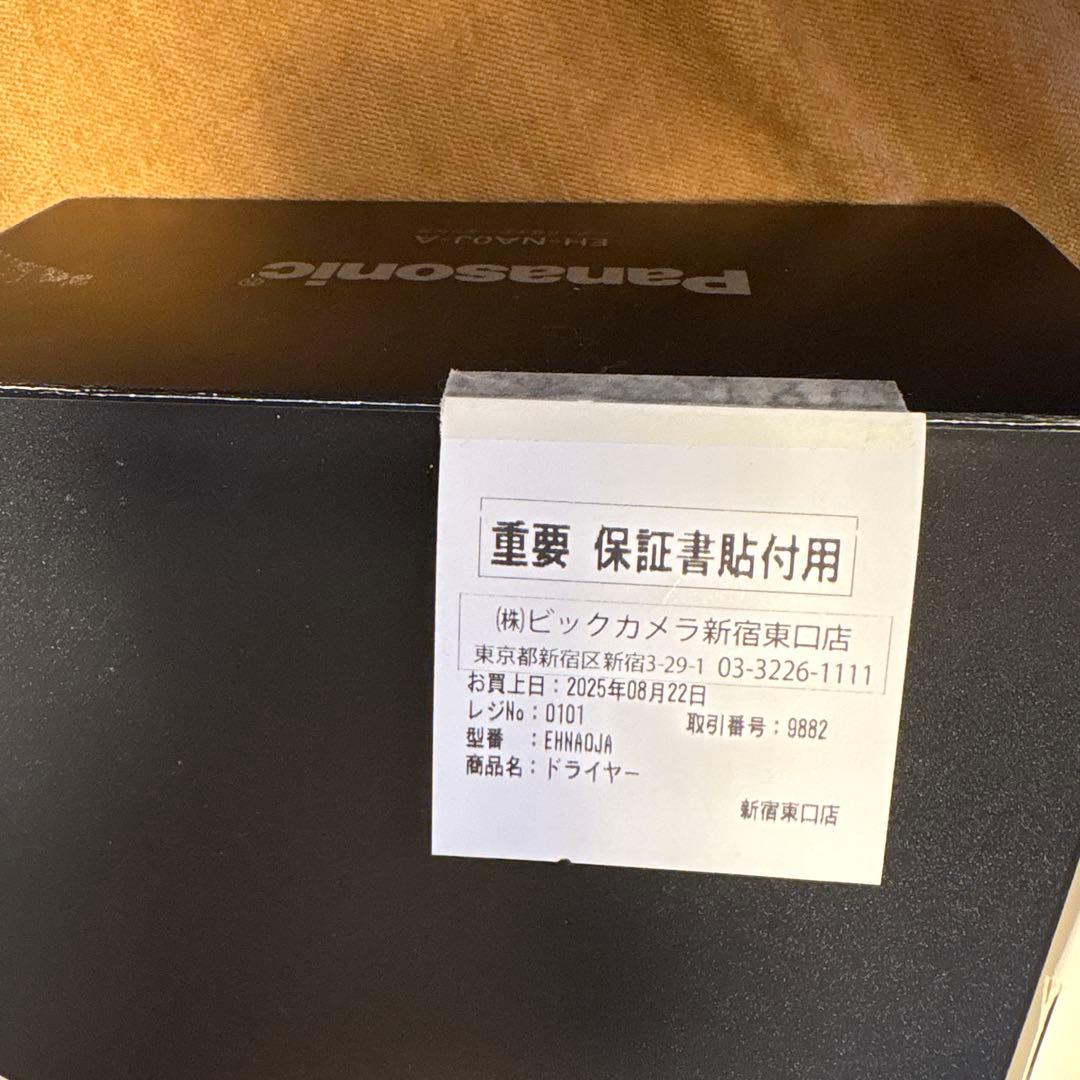 EH-NA0J-A
Panasonic®
重要 保証書貼付用
㈱ビックカメラ新宿東口店
東京都新宿区新宿3-29-1 03-3226-1111
お買上日：2025年08月22日
レジNo：0101 取引番号：9882
型番 ：EHNA0JA
商品名：ドライヤー
新宿東口店